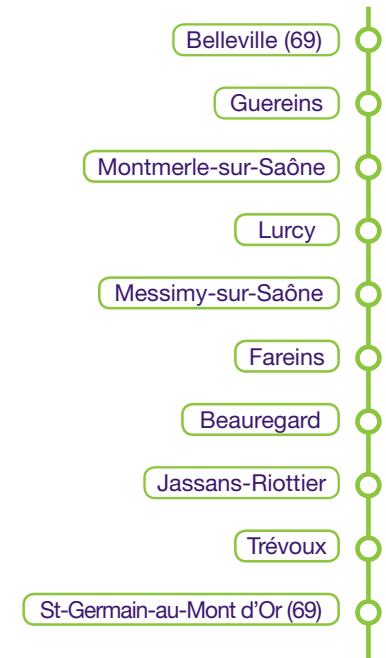 Belleville (69)
Guereins
Montmerle-sur-Saône
Lurcy
Messimy-sur-Saône
Fareins
Beauregard
Jassans-Riottier
Trévoux
St-Germain-au-Mont d'Or (69)